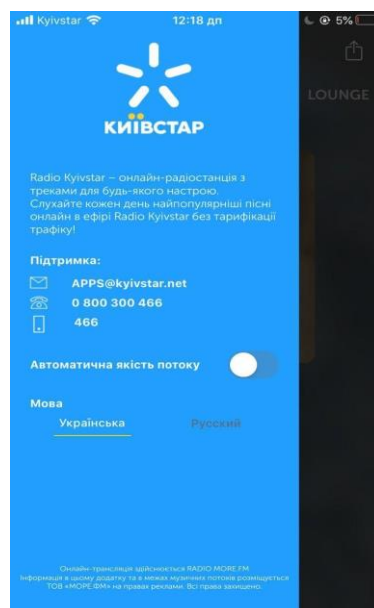 Kyivstar 12:18 дп 5%
LOUNGE
КИЇВСТАР
Radio Kyivstar – онлайн-радіостанція з
треками для будь-якого настрою.
Слухайте кожен день найпопулярніші пісні
онлайн в ефірі Radio Kyivstar без тарифікації
трафіку!
Підтримка:
APPS@kyivstar.net
0 800 300 466
466
Автоматична якість потоку
Мова
Українська Русский
Онлайн-трансляція здійснюється RADIO MORE.FM
Інформація в цьому додатку та в межах музичних потоків розміщується
ТОВ «МОРЕ.ФМ» на правах реклами. Всі права захищено.